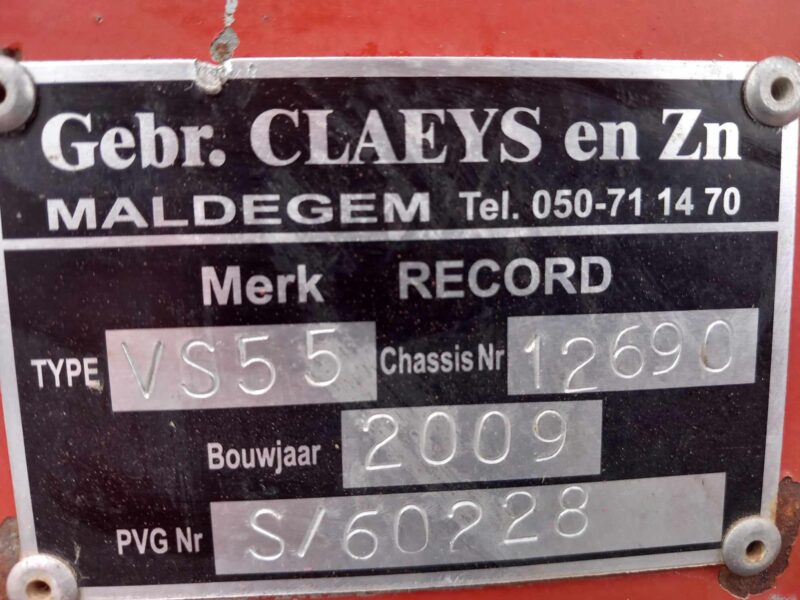 Gebr. CLAEYS en Zn
MALDEGEM Tel. 050-71 14 70
Merk RECORD
TYPE VS55 Chassis Nr 12690
Bouwjaar 2009
PVG Nr S/60228